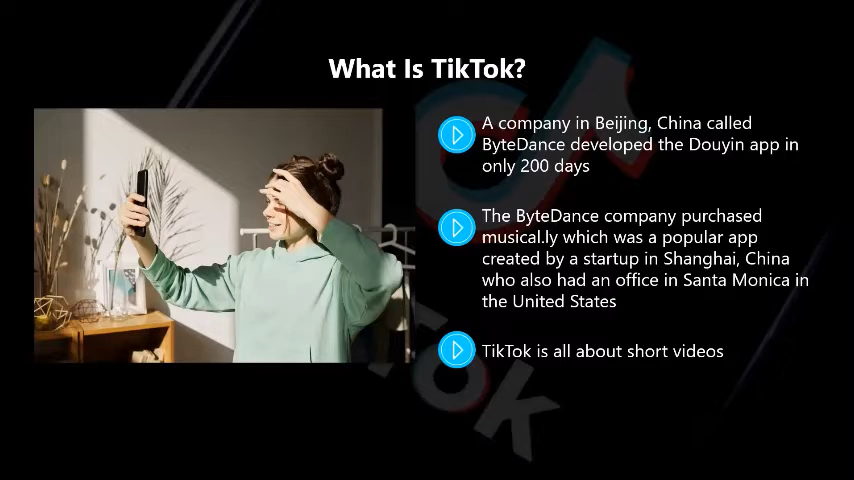 What Is TikTok?
A company in Beijing, China called
ByteDance developed the Douyin app in
only 200 days
The ByteDance company purchased
musical.ly which was a popular app
created by a startup in Shanghai, China
who also had an office in Santa Monica in
the United States
TikTok is all about short videos
TikTok